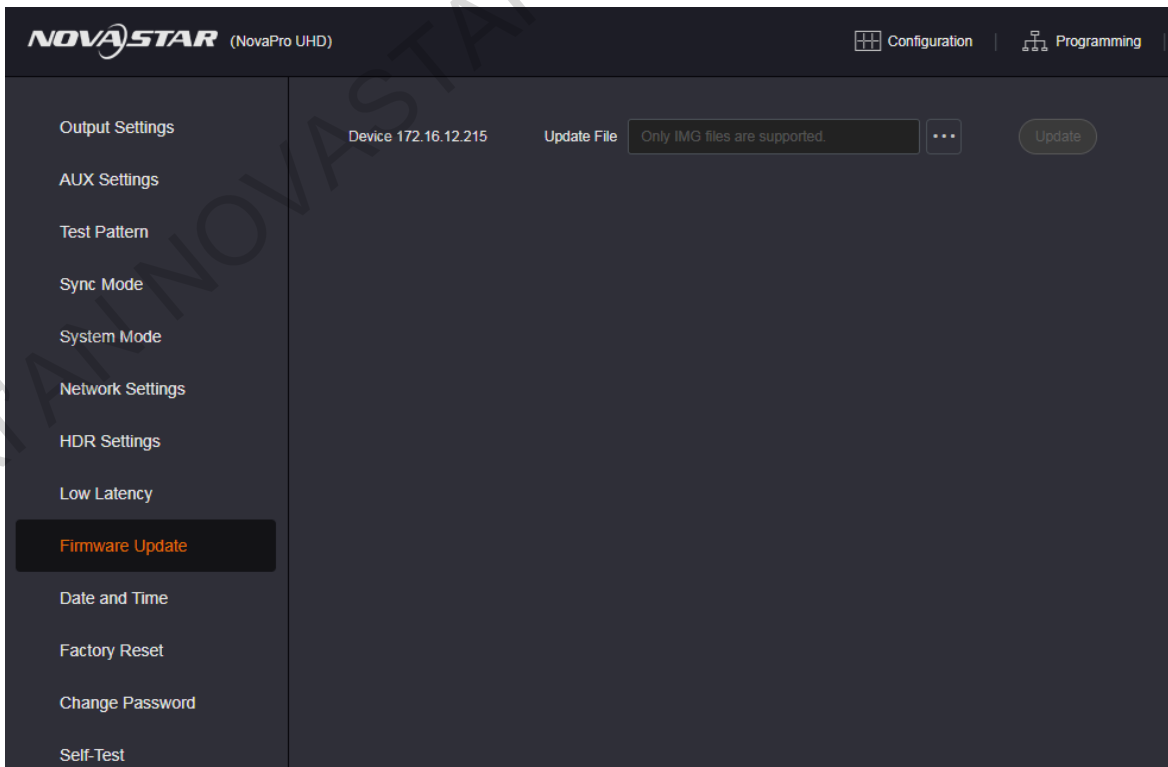 NOVASTAR (NovaPro UHD)
Configuration
Programming
Output Settings
Device 172.16.12.215 Update File Only IMG files are supported. ... Update
AUX Settings
Test Pattern
Sync Mode
System Mode
Network Settings
HDR Settings
Low Latency
Firmware Update
Date and Time
Factory Reset
Change Password
Self-Test